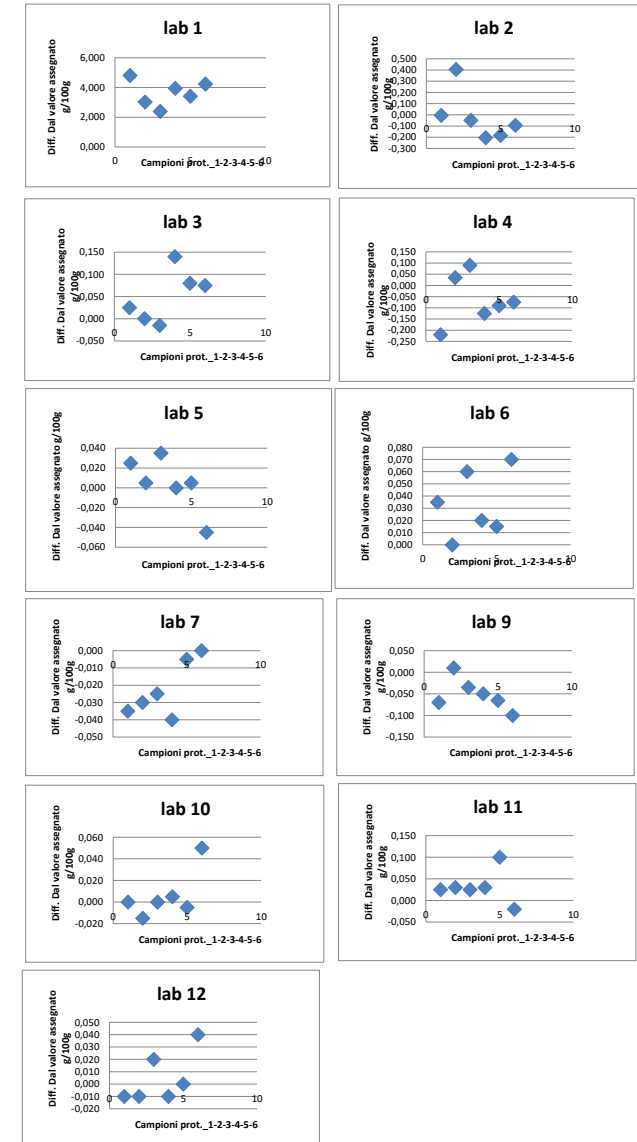 lab 1
Diff. Dal valore assegnato
g/100g
6,000
4,000
2,000
0,000
0 5 10
Campioni prot._1-2-3-4-5-6
lab 2
Diff. Dal valore assegnato
g/100g
0,500
0,400
0,300
0,200
0,100
0,000
-0,100
-0,200
-0,300
0 5 10
Campioni prot._1-2-3-4-5-6
lab 3
Diff. Dal valore assegnato
g/100g
0,150
0,100
0,050
0,000
-0,050
0 5 10
Campioni prot._1-2-3-4-5-6
lab 4
Diff. Dal valore assegnato
g/100g
0,150
0,100
0,050
0,000
-0,050
-0,100
-0,150
-0,200
-0,250
0 5 10
Campioni prot._1-2-3-4-5-6
lab 5
Diff. Dal valore assegnato g/100g
0,040
0,020
0,000
-0,020
-0,040
-0,060
0 5 10
Campioni prot._1-2-3-4-5-6
lab 6
Diff. Dal valore assegnato g/100g
0,080
0,070
0,060
0,050
0,040
0,030
0,020
0,010
0,000
0 5 10
Campioni prot._1-2-3-4-5-6
lab 7
Diff. Dal valore assegnato
g/100g
0,000
-0,010
-0,020
-0,030
-0,040
-0,050
0 5 10
Campioni prot._1-2-3-4-5-6
lab 9
Diff. Dal valore assegnato
g/100g
0,050
0,000
-0,050
-0,100
-0,150
0 5 10
Campioni prot._1-2-3-4-5-6
lab 10
Diff. Dal valore assegnato
g/100g
0,060
0,040
0,020
0,000
-0,020
0 5 10
Campioni prot._1-2-3-4-5-6
lab 11
Diff. Dal valore assegnato
g/100g
0,150
0,100
0,050
0,000
-0,050
0 5 10
Campioni prot._1-2-3-4-5-6
lab 12
Diff. Dal valore assegnato
g/100g
0,050
0,040
0,030
0,020
0,010
0,000
-0,010
-0,020
0 5 10
Campioni prot._1-2-3-4-5-6